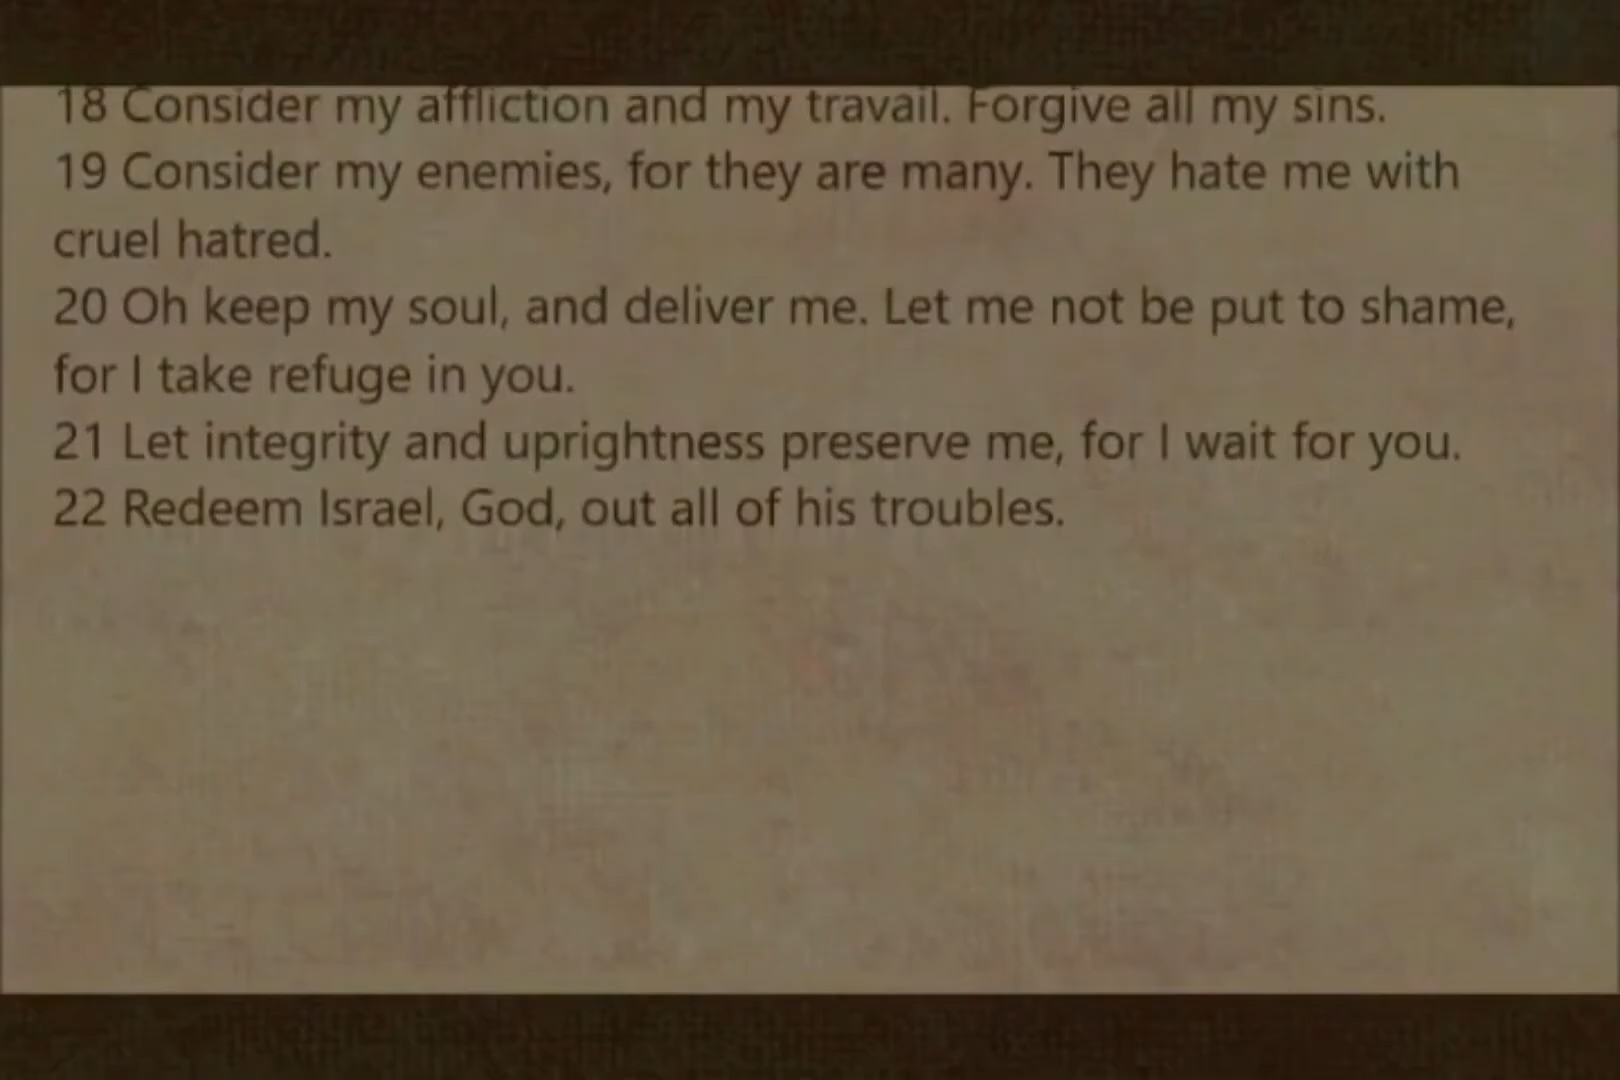 18 Consider my affliction and my travail. Forgive all my sins.
19 Consider my enemies, for they are many. They hate me with
cruel hatred.
20 Oh keep my soul, and deliver me. Let me not be put to shame,
for I take refuge in you.
21 Let integrity and uprightness preserve me, for I wait for you.
22 Redeem Israel, God, out all of his troubles.